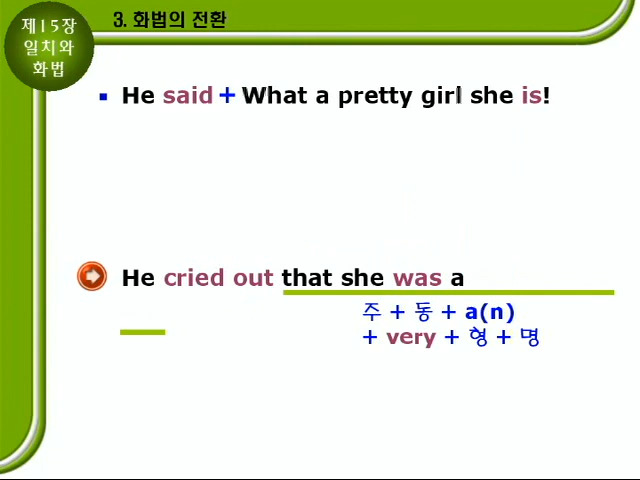 제15장
일치와
화법
3. 화법의 전환
He said + What a pretty girl she is!
He cried out that she was a
주 + 동 + a(n)
+ very + 형 + 명